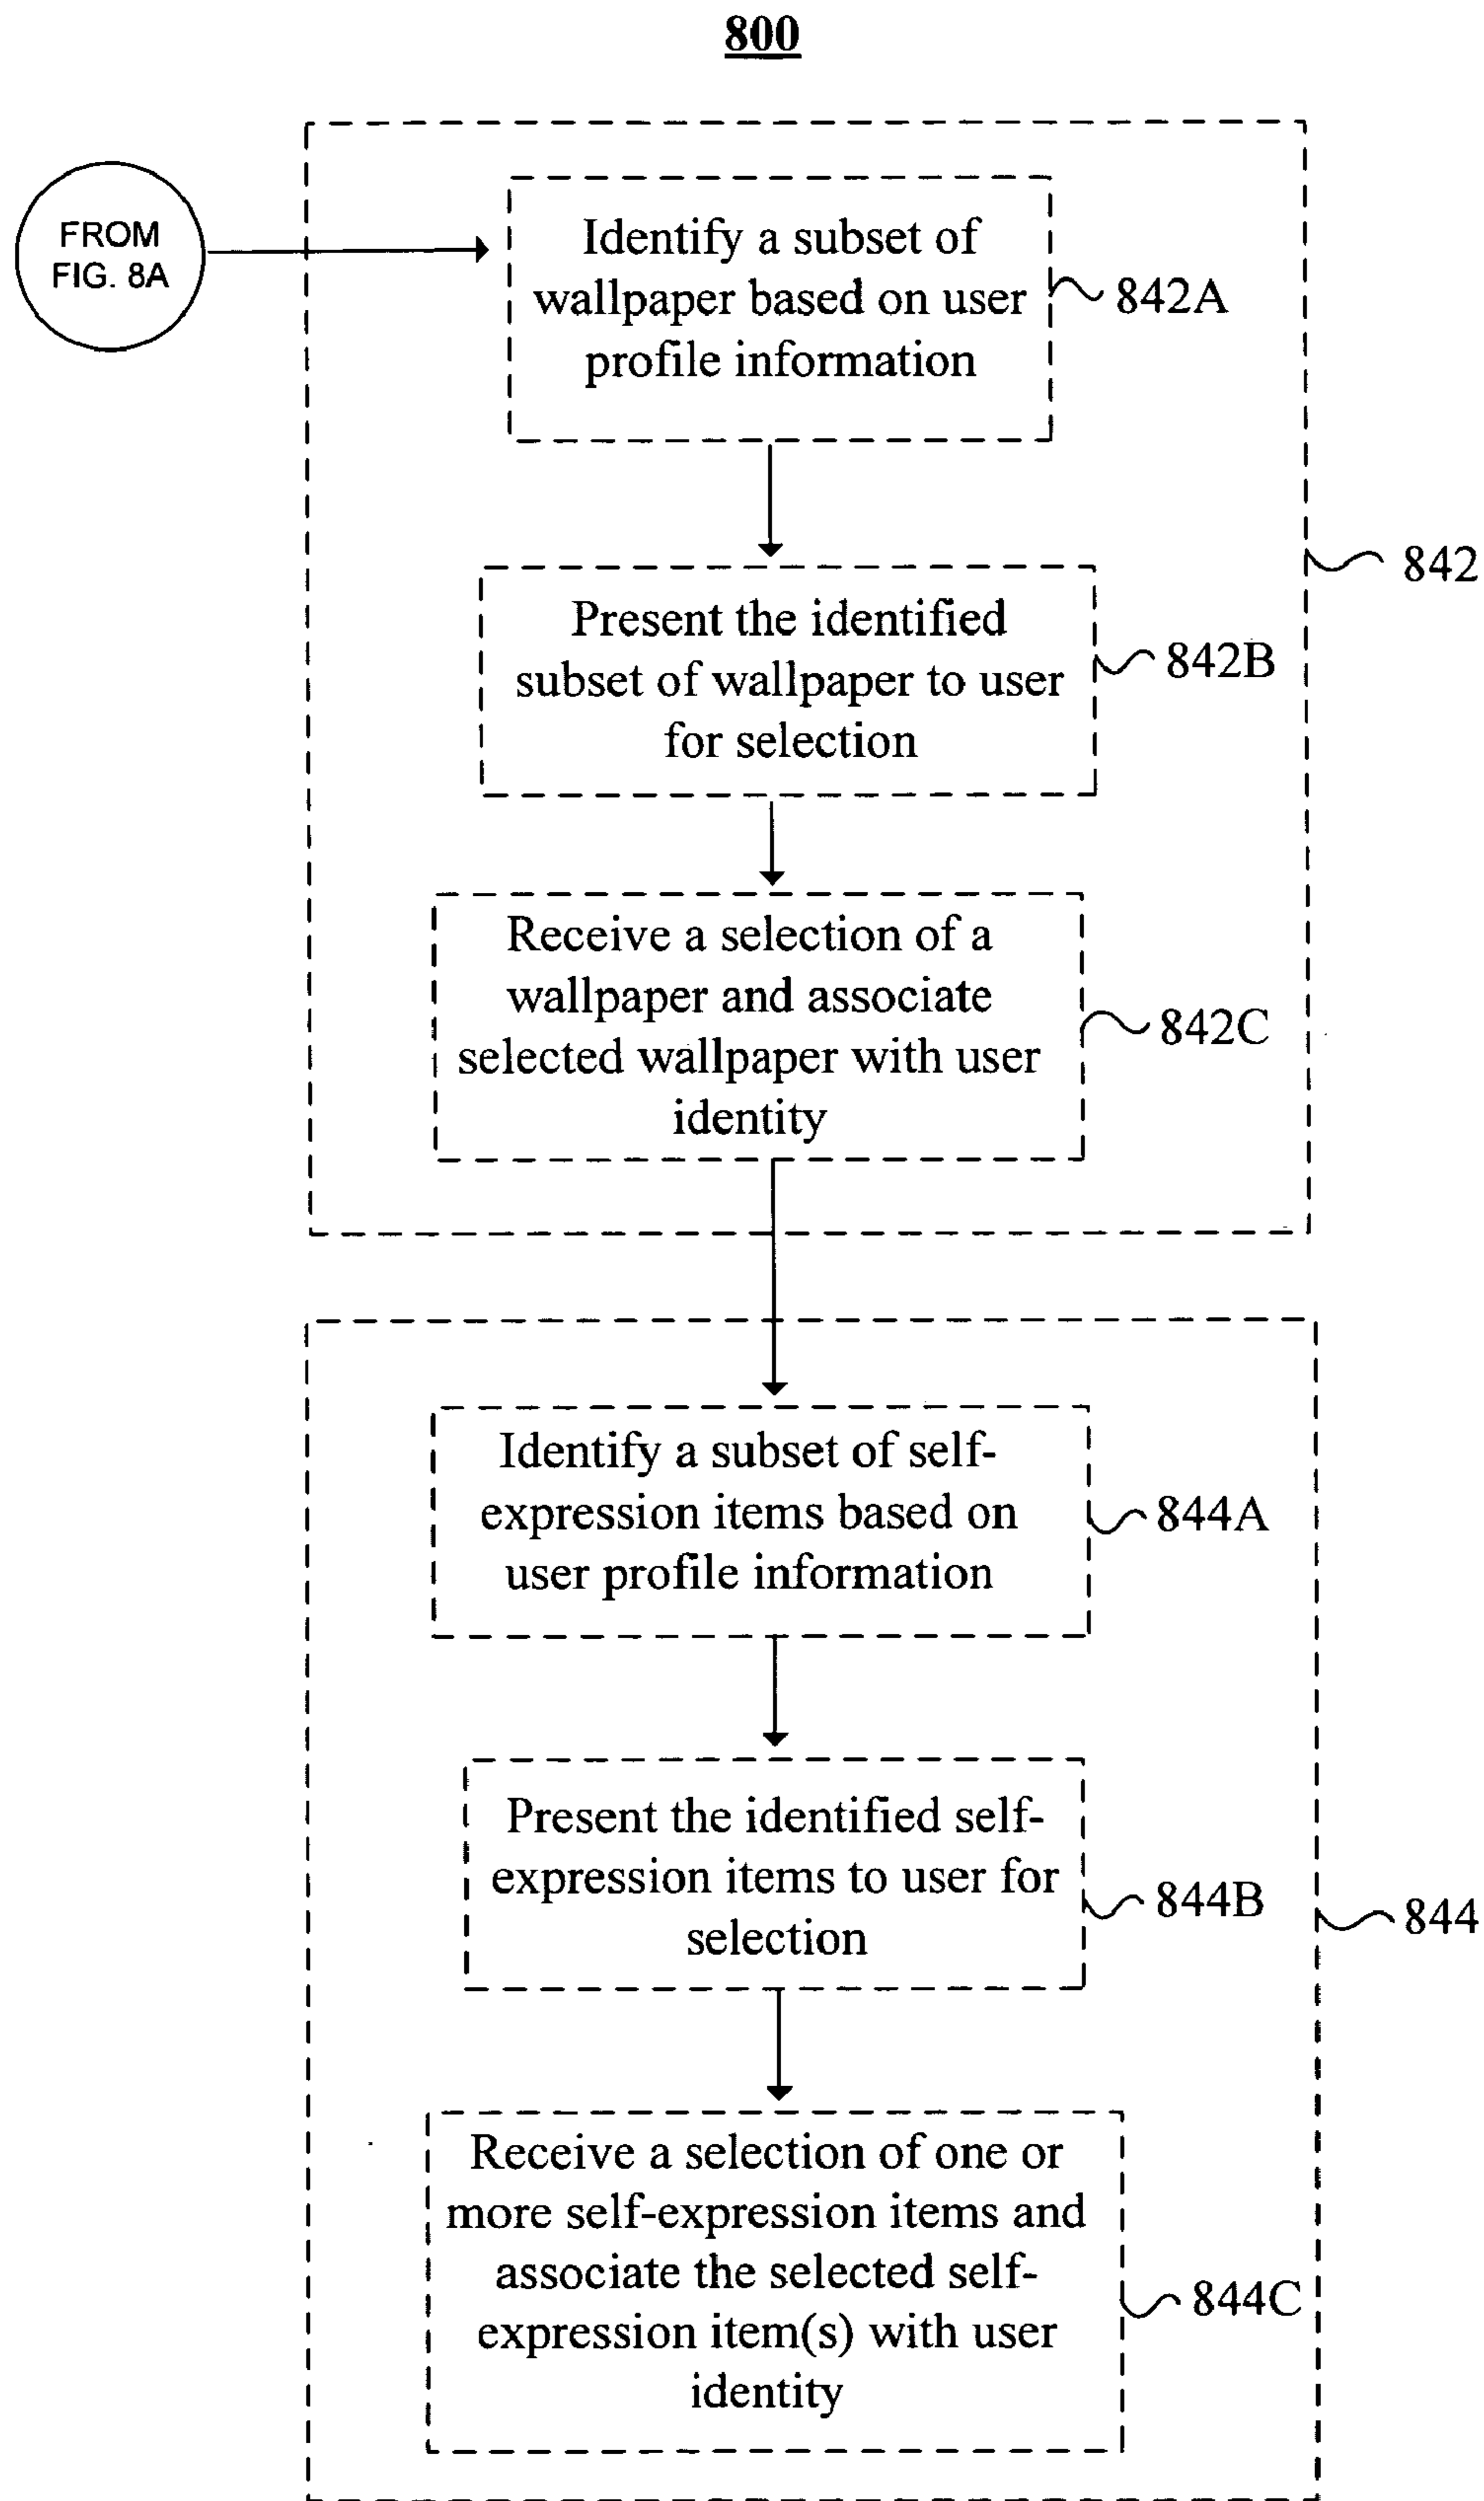 800
FROM
FIG. 8A
Identify a subset of
wallpaper based on user
profile information
842A
842
Present the identified
subset of wallpaper to user
for selection
842B
Receive a selection of a
wallpaper and associate
selected wallpaper with user
identity
842C
Identify a subset of self-
expression items based on
user profile information
844A
Present the identified self-
expression items to user for
selection
844B
844
Receive a selection of one or
more self-expression items and
associate the selected self-
expression item(s) with user
identity
844C